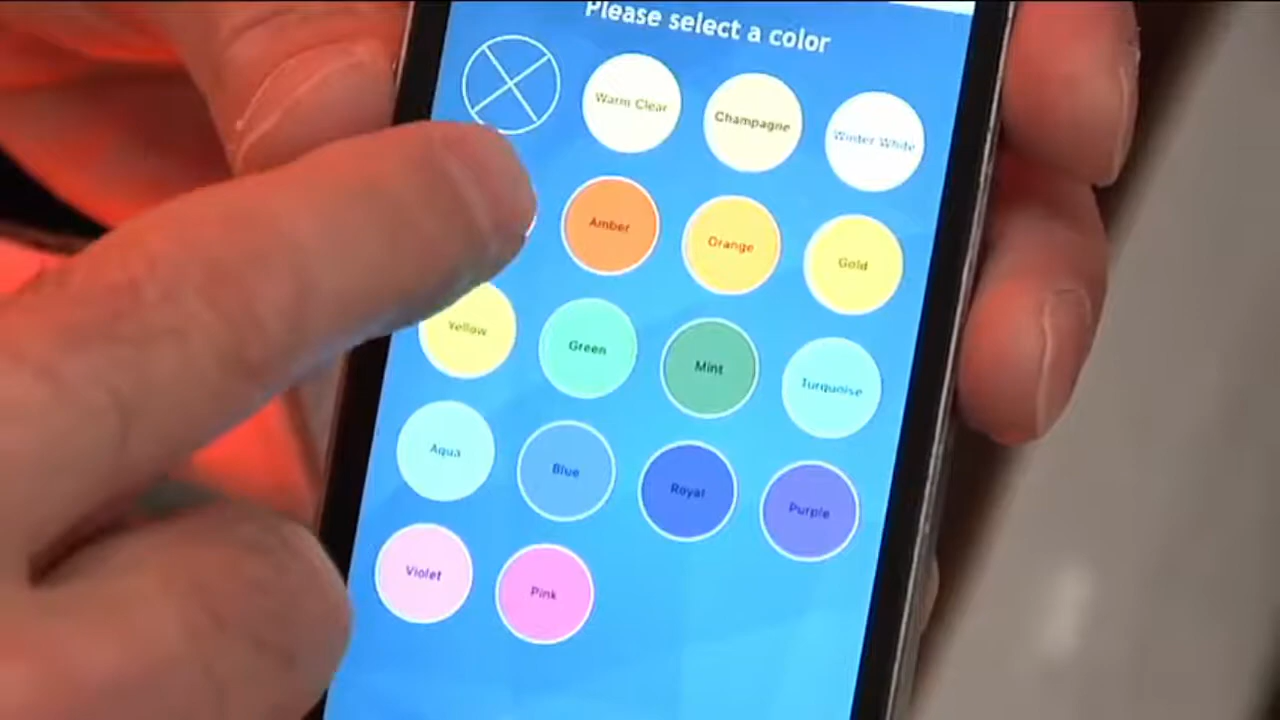 Please select a color
Warm Clear
Champagne
Winter White
Amber
Orange
Gold
Yellow
Green
Mint
Turquoise
Aqua
Blue
Royal
Purple
Violet
Pink